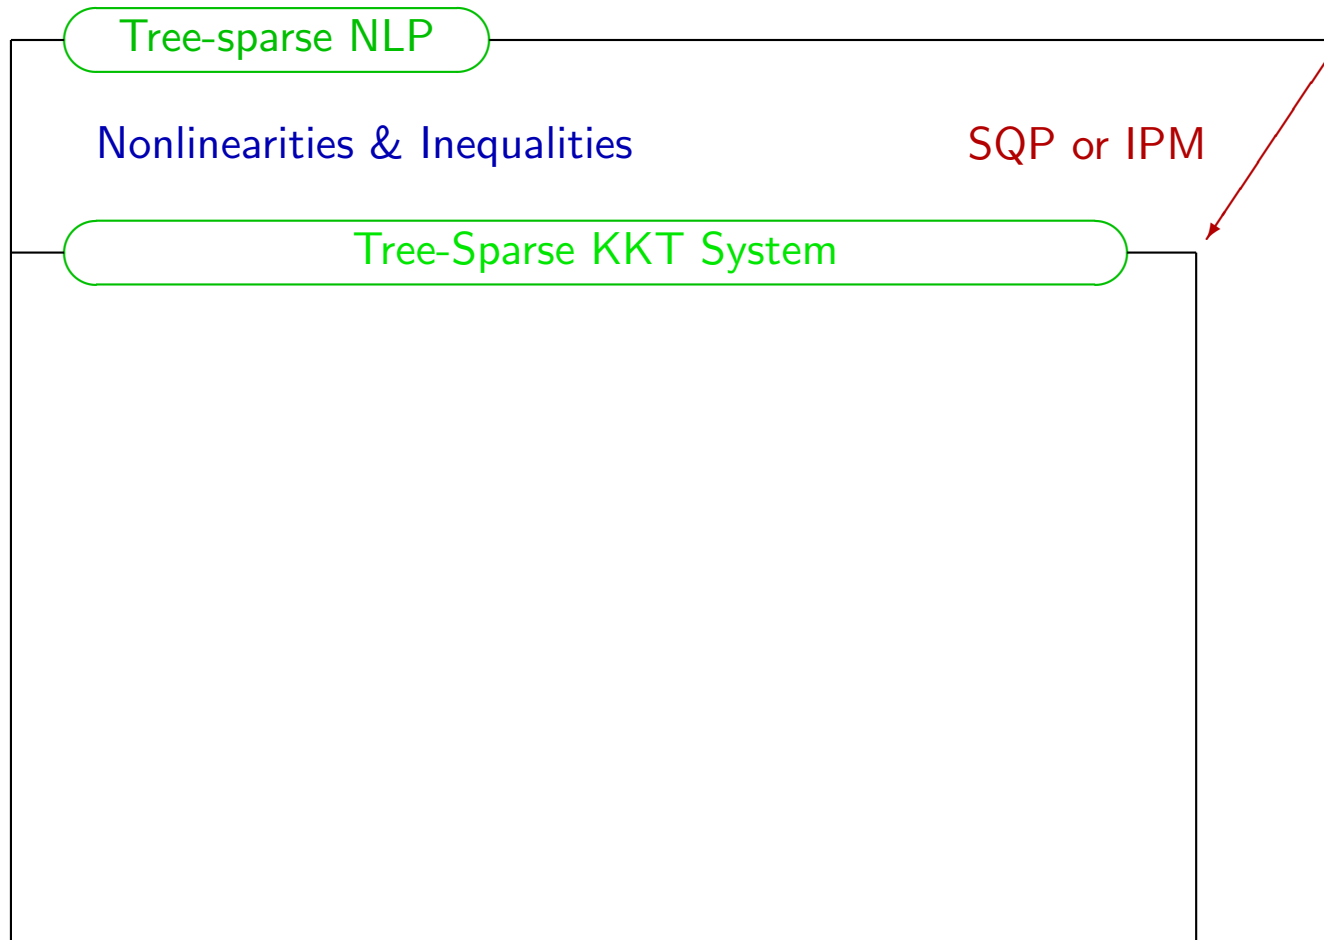 Tree-sparse NLP
Nonlinearities & Inequalities SQP or IPM
Tree-Sparse KKT System